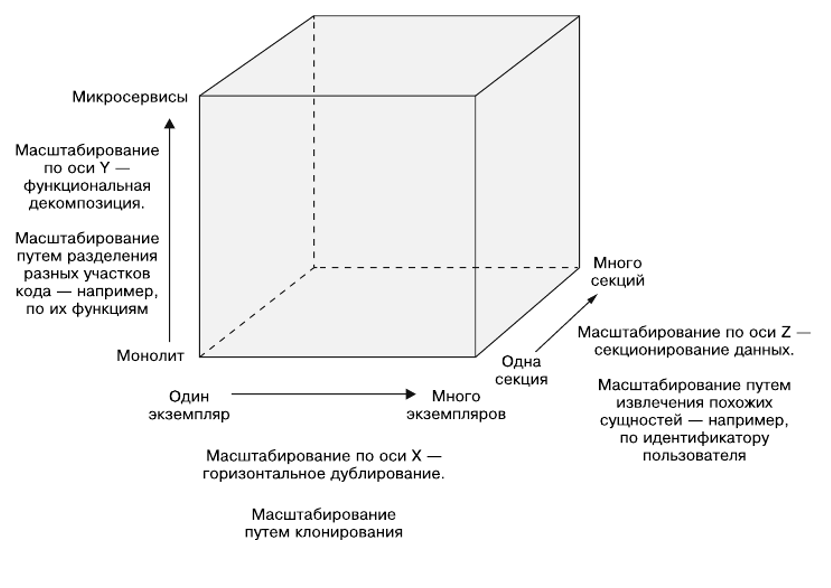 Микросервисы
Масштабирование
по оси Y —
функциональная
декомпозиция.
Масштабирование
путем разделения
разных участков
кода — например,
по их функциям
Монолит
Один
экземпляр
Много
экземпляров
Масштабирование по оси X —
горизонтальное дублирование.
Масштабирование
путем клонирования
Одна
секция
Много
секций
Масштабирование по оси Z —
секционирование данных.
Масштабирование путем
извлечения похожих
сущностей — например,
по идентификатору
пользователя